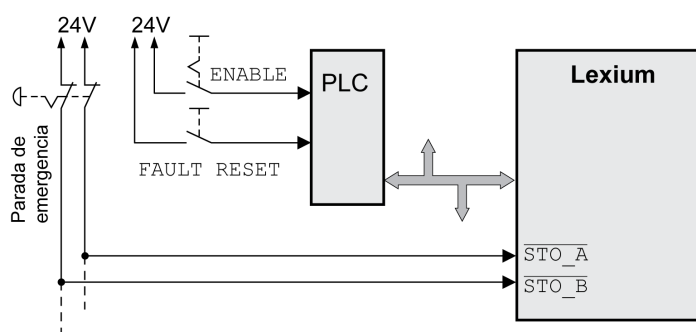 24V 24V
ENABLE
PLC
Lexium
Parada de
emergencia
FAULT RESET
STO_A
STO_B